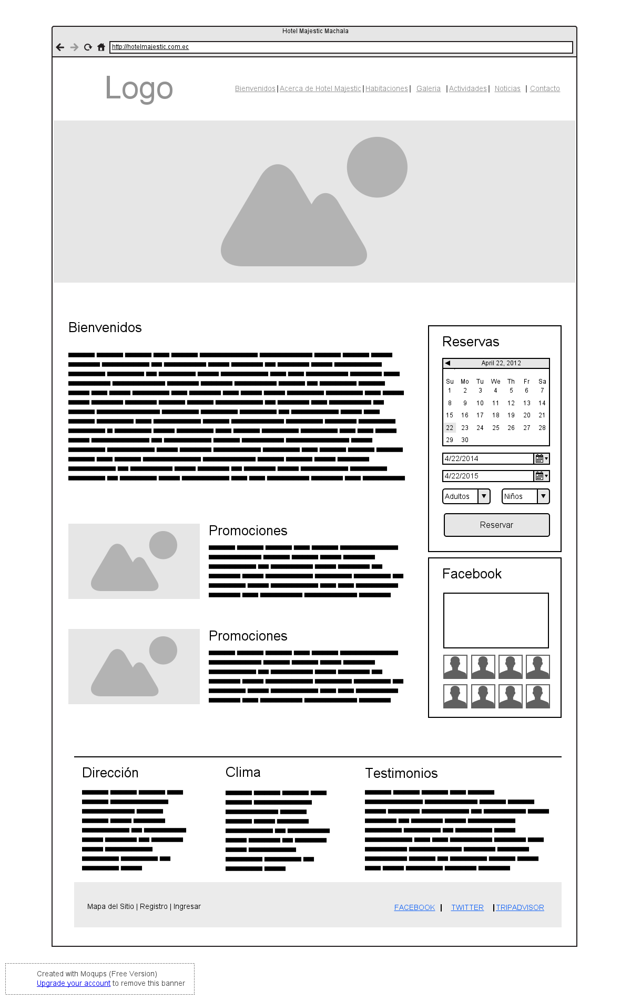 Hotel Majestic Machala
http://hotelmajestic.com.ec
Logo
Bienvenidos | Acerca de Hotel Majestic | Habitaciones | Galeria | Actividades | Noticias | Contacto
Bienvenidos
Reservas
April 22, 2012
Su Mo Tu We Th Fr Sa
1 2 3 4 5 6 7
8 9 10 11 12 13 14
15 16 17 18 19 20 21
22 23 24 25 26 27 28
29 30
4/22/2014
4/22/2015
Adultos Niños
Reservar
Promociones
Facebook
Promociones
Dirección
Clima
Testimonios
Mapa del Sitio | Registro | Ingresar
FACEBOOK | TWITTER | TRIPADVISOR
Created with Moqups (Free Version)
Upgrade your account to remove this banner